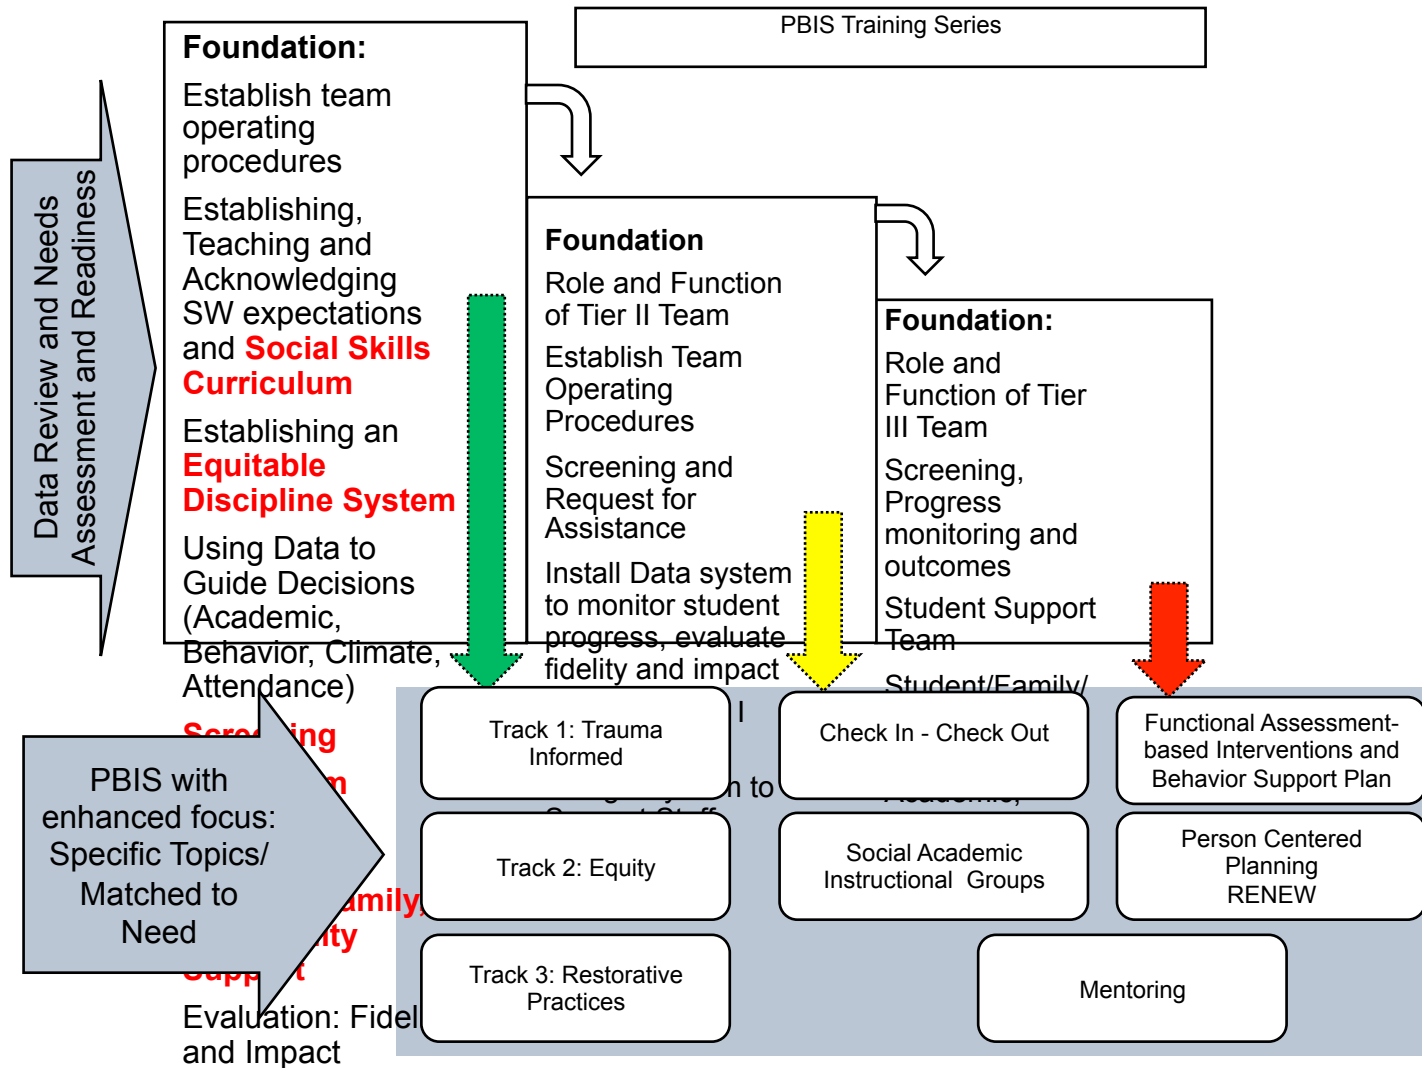 PBIS Training Series
Data Review and Needs
Assessment and Readiness
Foundation:
Establish team
operating
procedures
Establishing,
Teaching and
Acknowledging
SW expectations
and Social Skills
Curriculum
Establishing an
Equitable
Discipline System
Using Data to
Guide Decisions
(Academic,
Behavior, Climate,
Attendance)
Evaluation: Fidel
and Impact
Foundation
Role and Function
of Tier II Team
Establish Team
Operating
Procedures
Screening and
Request for
Assistance
Install Data system
to monitor student
progress, evaluate
fidelity and impact
to
Foundation:
Role and
Function of Tier
III Team
Screening,
Progress
monitoring and
outcomes
Student Support
Team
Student/Family/
PBIS with
enhanced focus:
Specific Topics/
Matched to
Need
Track 1: Trauma
Informed
Track 2: Equity
Track 3: Restorative
Practices
Check In - Check Out
Social Academic
Instructional Groups
Functional Assessment-
based Interventions and
Behavior Support Plan
Person Centered
Planning
RENEW
Mentoring